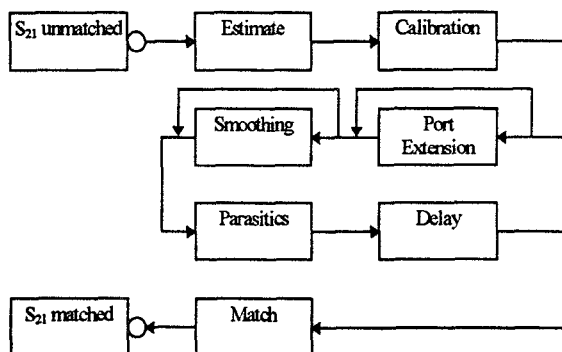 S21 unmatched
Estimate
Calibration
Smoothing
Port
Extension
Parasitics
Delay
S21 matched
Match